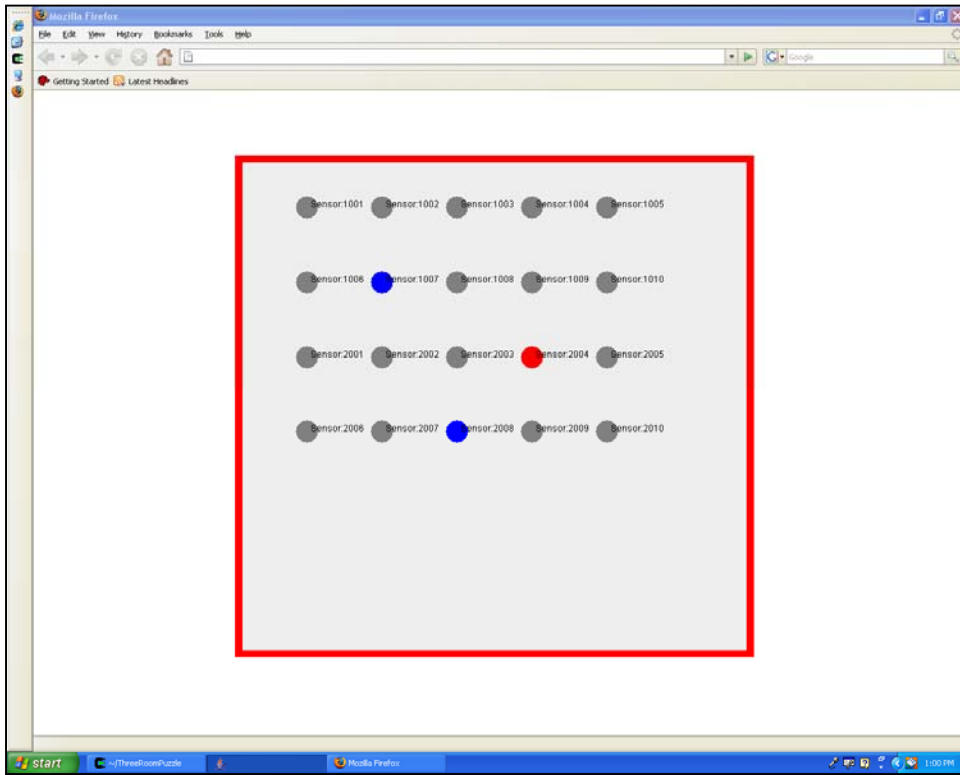 Mozilla Firefox
File Edit View History Bookmarks Tools Help
Google
Getting Started Latest Headlines
Sensor:1001 Sensor:1002 Sensor:1003 Sensor:1004 Sensor:1005
Sensor:1006 Sensor:1007 Sensor:1008 Sensor:1009 Sensor:1010
Sensor:2001 Sensor:2002 Sensor:2003 Sensor:2004 Sensor:2005
Sensor:2006 Sensor:2007 Sensor:2008 Sensor:2009 Sensor:2010
start ~/ThreeRoomPuzzle Mozilla Firefox 1:00 PM